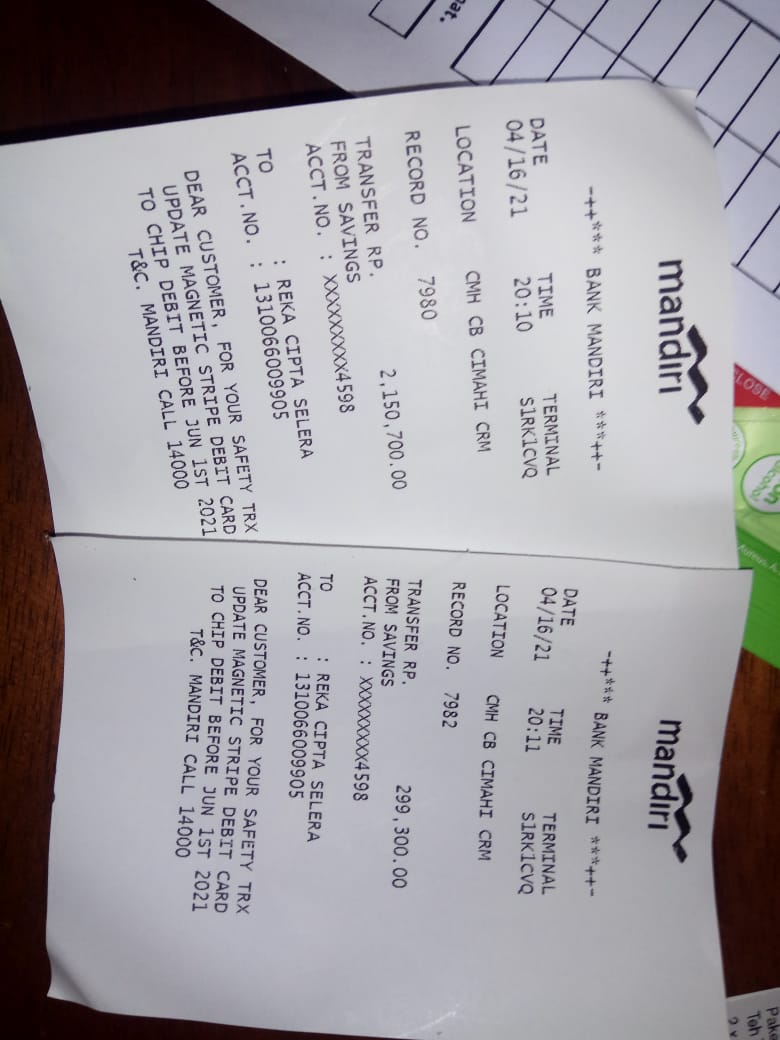 mandırı
-++*** BANK MANDIRI ***++-
DATE TIME TERMINAL
04/16/21 20:10 S1RK1CVQ
LOCATION CMH CB CIMAHI CRM
RECORD NO. 7980
TRANSFER RP. 2,150,700.00
FROM SAVINGS
ACCT.NO. : XXXXXXXXX4598
TO : REKA CIPTA SELERA
ACCT.NO. : 1310066009905
DEAR CUSTOMER, FOR YOUR SAFETY TRX
UPDATE MAGNETIC STRIPE DEBIT CARD
TO CHIP DEBIT BEFORE JUN 1ST 2021
T&C. MANDIRI CALL 14000
mandırı
-++*** BANK MANDIRI ***++-
DATE TIME TERMINAL
04/16/21 20:11 S1RK1CVQ
LOCATION CMH CB CIMAHI CRM
RECORD NO. 7982
TRANSFER RP. 299,300.00
FROM SAVINGS
ACCT.NO. : XXXXXXXXX4598
TO : REKA CIPTA SELERA
ACCT.NO. : 1310066009905
DEAR CUSTOMER, FOR YOUR SAFETY TRX
UPDATE MAGNETIC STRIPE DEBIT CARD
TO CHIP DEBIT BEFORE JUN 1ST 2021
T&C. MANDIRI CALL 14000